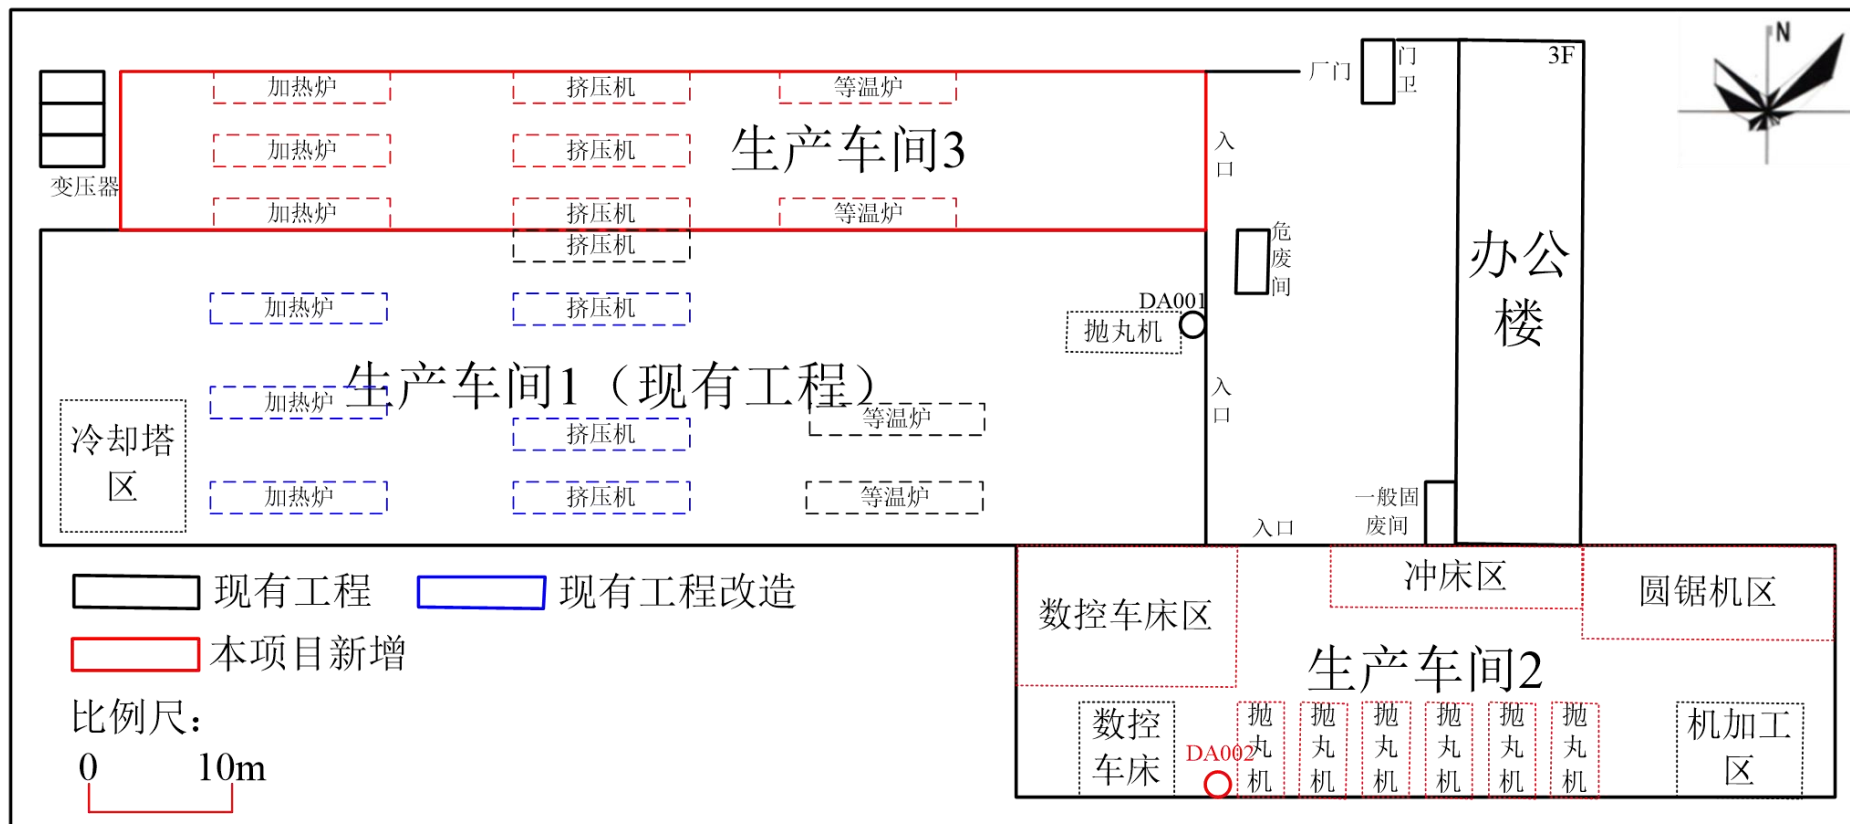 N
3F
厂门
门
卫
加热炉
挤压机
等温炉
加热炉
挤压机
生产车间3
入
口
变压器
加热炉
挤压机
等温炉
挤压机
危
废
间
办公
楼
加热炉
挤压机
DA001
抛丸机
生产车间1（现有工程）
加热炉
入
口
等温炉
挤压机
冷却塔
区
加热炉
挤压机
等温炉
一般固
废间
入口
现有工程
现有工程改造
本项目新增
比例尺：
0
10m
数控车床区
冲床区
圆锯机区
生产车间2
数控
车床
DA002
抛
丸
机
抛
丸
机
抛
丸
机
抛
丸
机
抛
丸
机
抛
丸
机
机加工
区